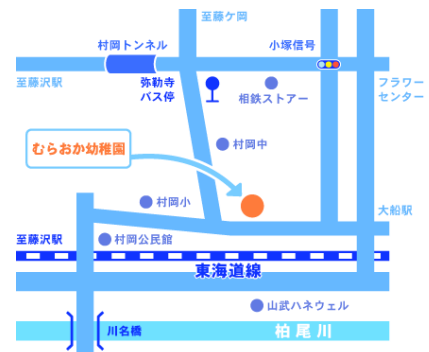 至藤ケ岡
村岡トンネル
小塚信号
至藤沢駅
弥勒寺
バス停
相鉄ストアー
フラワー
センター
むらおか幼稚園
村岡中
村岡小
大船駅
至藤沢駅
村岡公民館
東海道線
山武ハネウェル
川名橋
柏尾川